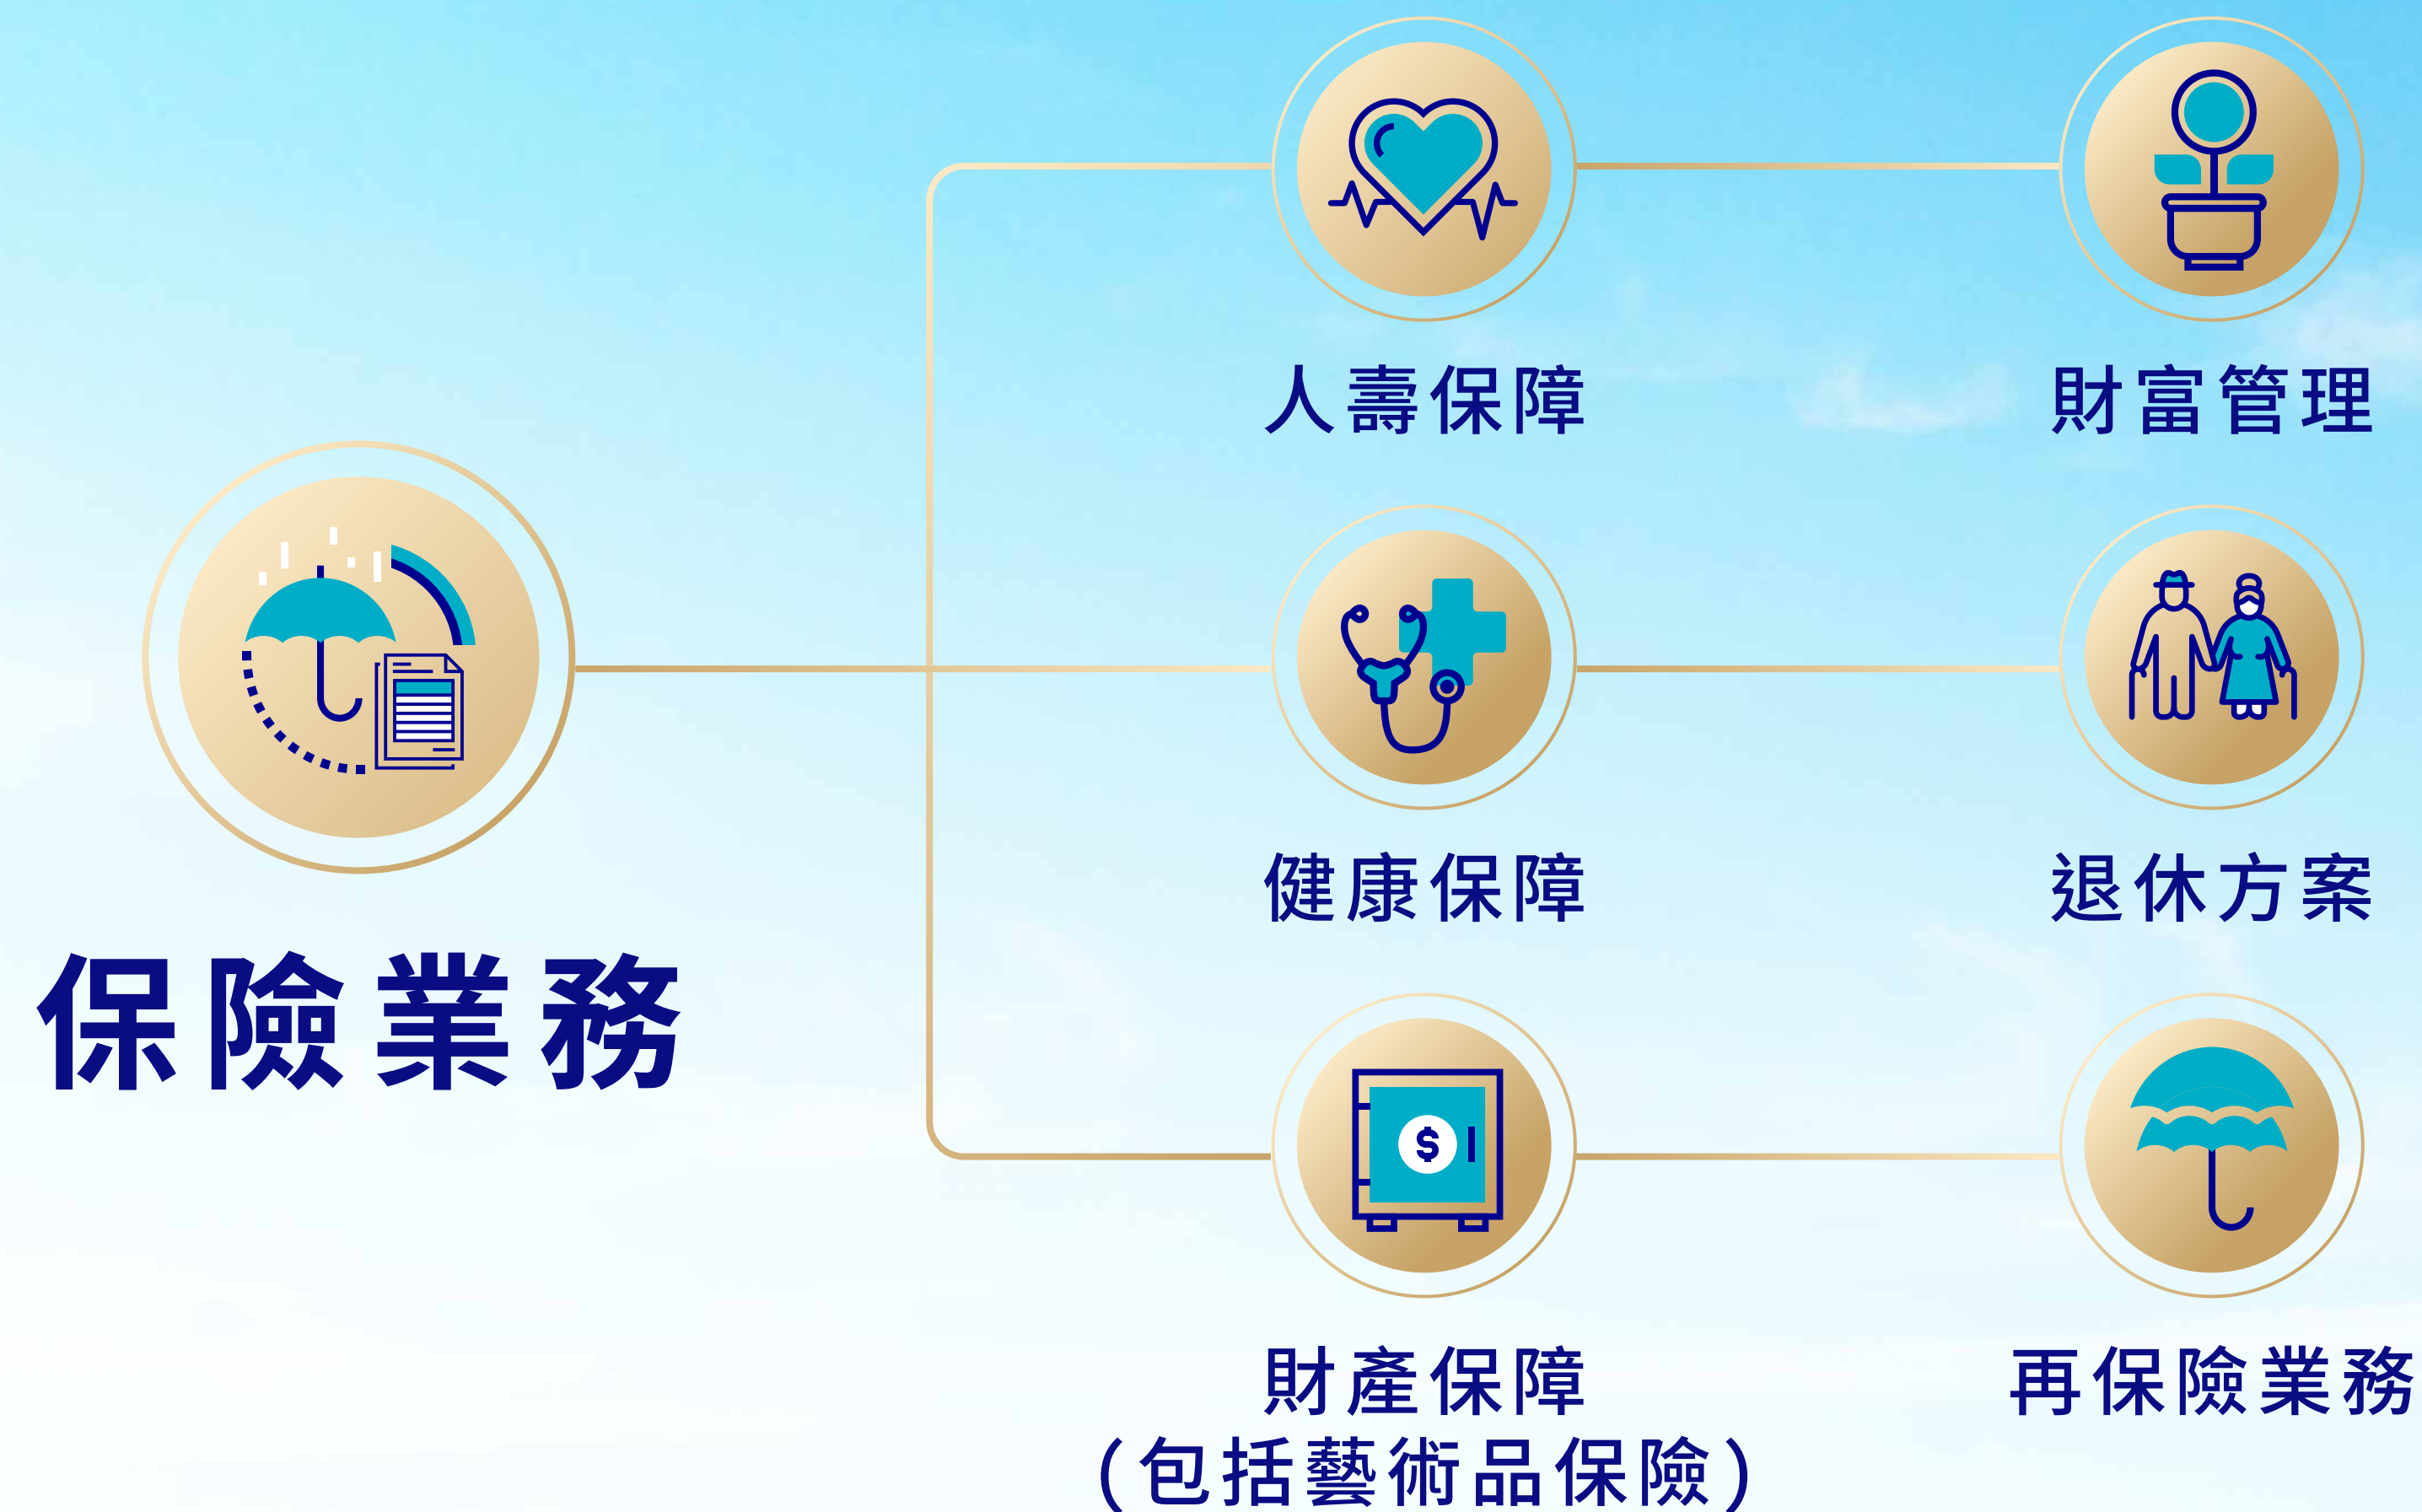 人壽保障
財富管理
健康保障
退休方案
保險業務
$
財產保障
(包括藝術品保險)
再保險業務